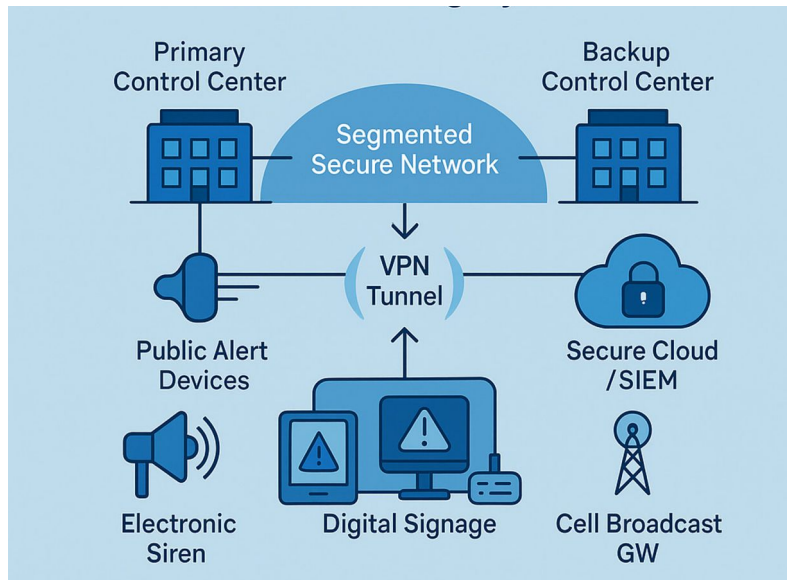 Primary
Control Center
Backup
Control Center
Segmented
Secure Network
VPN
Tunnel
Public Alert
Devices
Secure Cloud
/SIEM
Electronic
Siren
Digital Signage
Cell Broadcast
GW